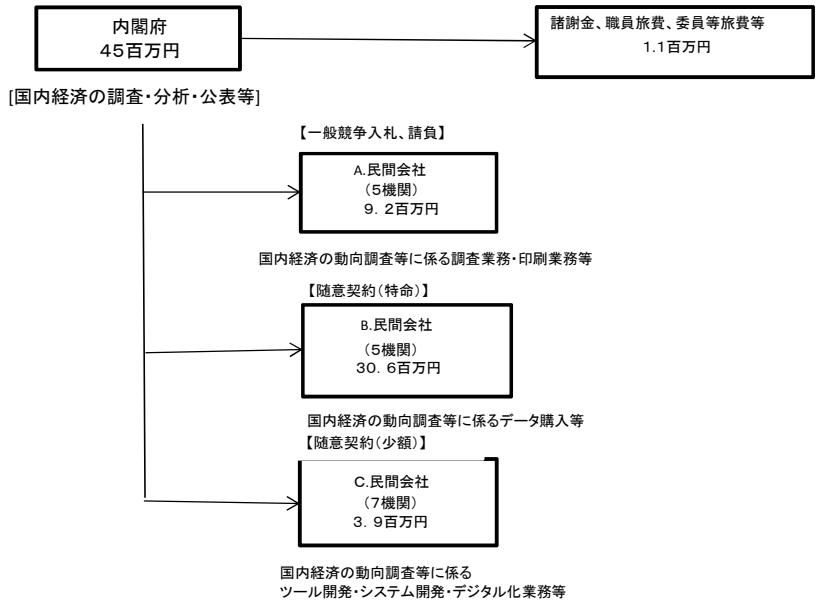 内閣府
45百万円
諸謝金、職員旅費、委員等旅費等
1.1百万円
[国内経済の調査・分析・公表等]
【一般競争入札、請負】
A.民間会社
（5機関）
９．２百万円
国内経済の動向調査等に係る調査業務・印刷業務等
【随意契約（特命）】
B.民間会社
（5機関）
３０．６百万円
国内経済の動向調査等に係るデータ購入等
【随意契約（少額）】
C.民間会社
（7機関）
３．９百万円
国内経済の動向調査等に係る
ツール開発・システム開発・デジタル化業務等